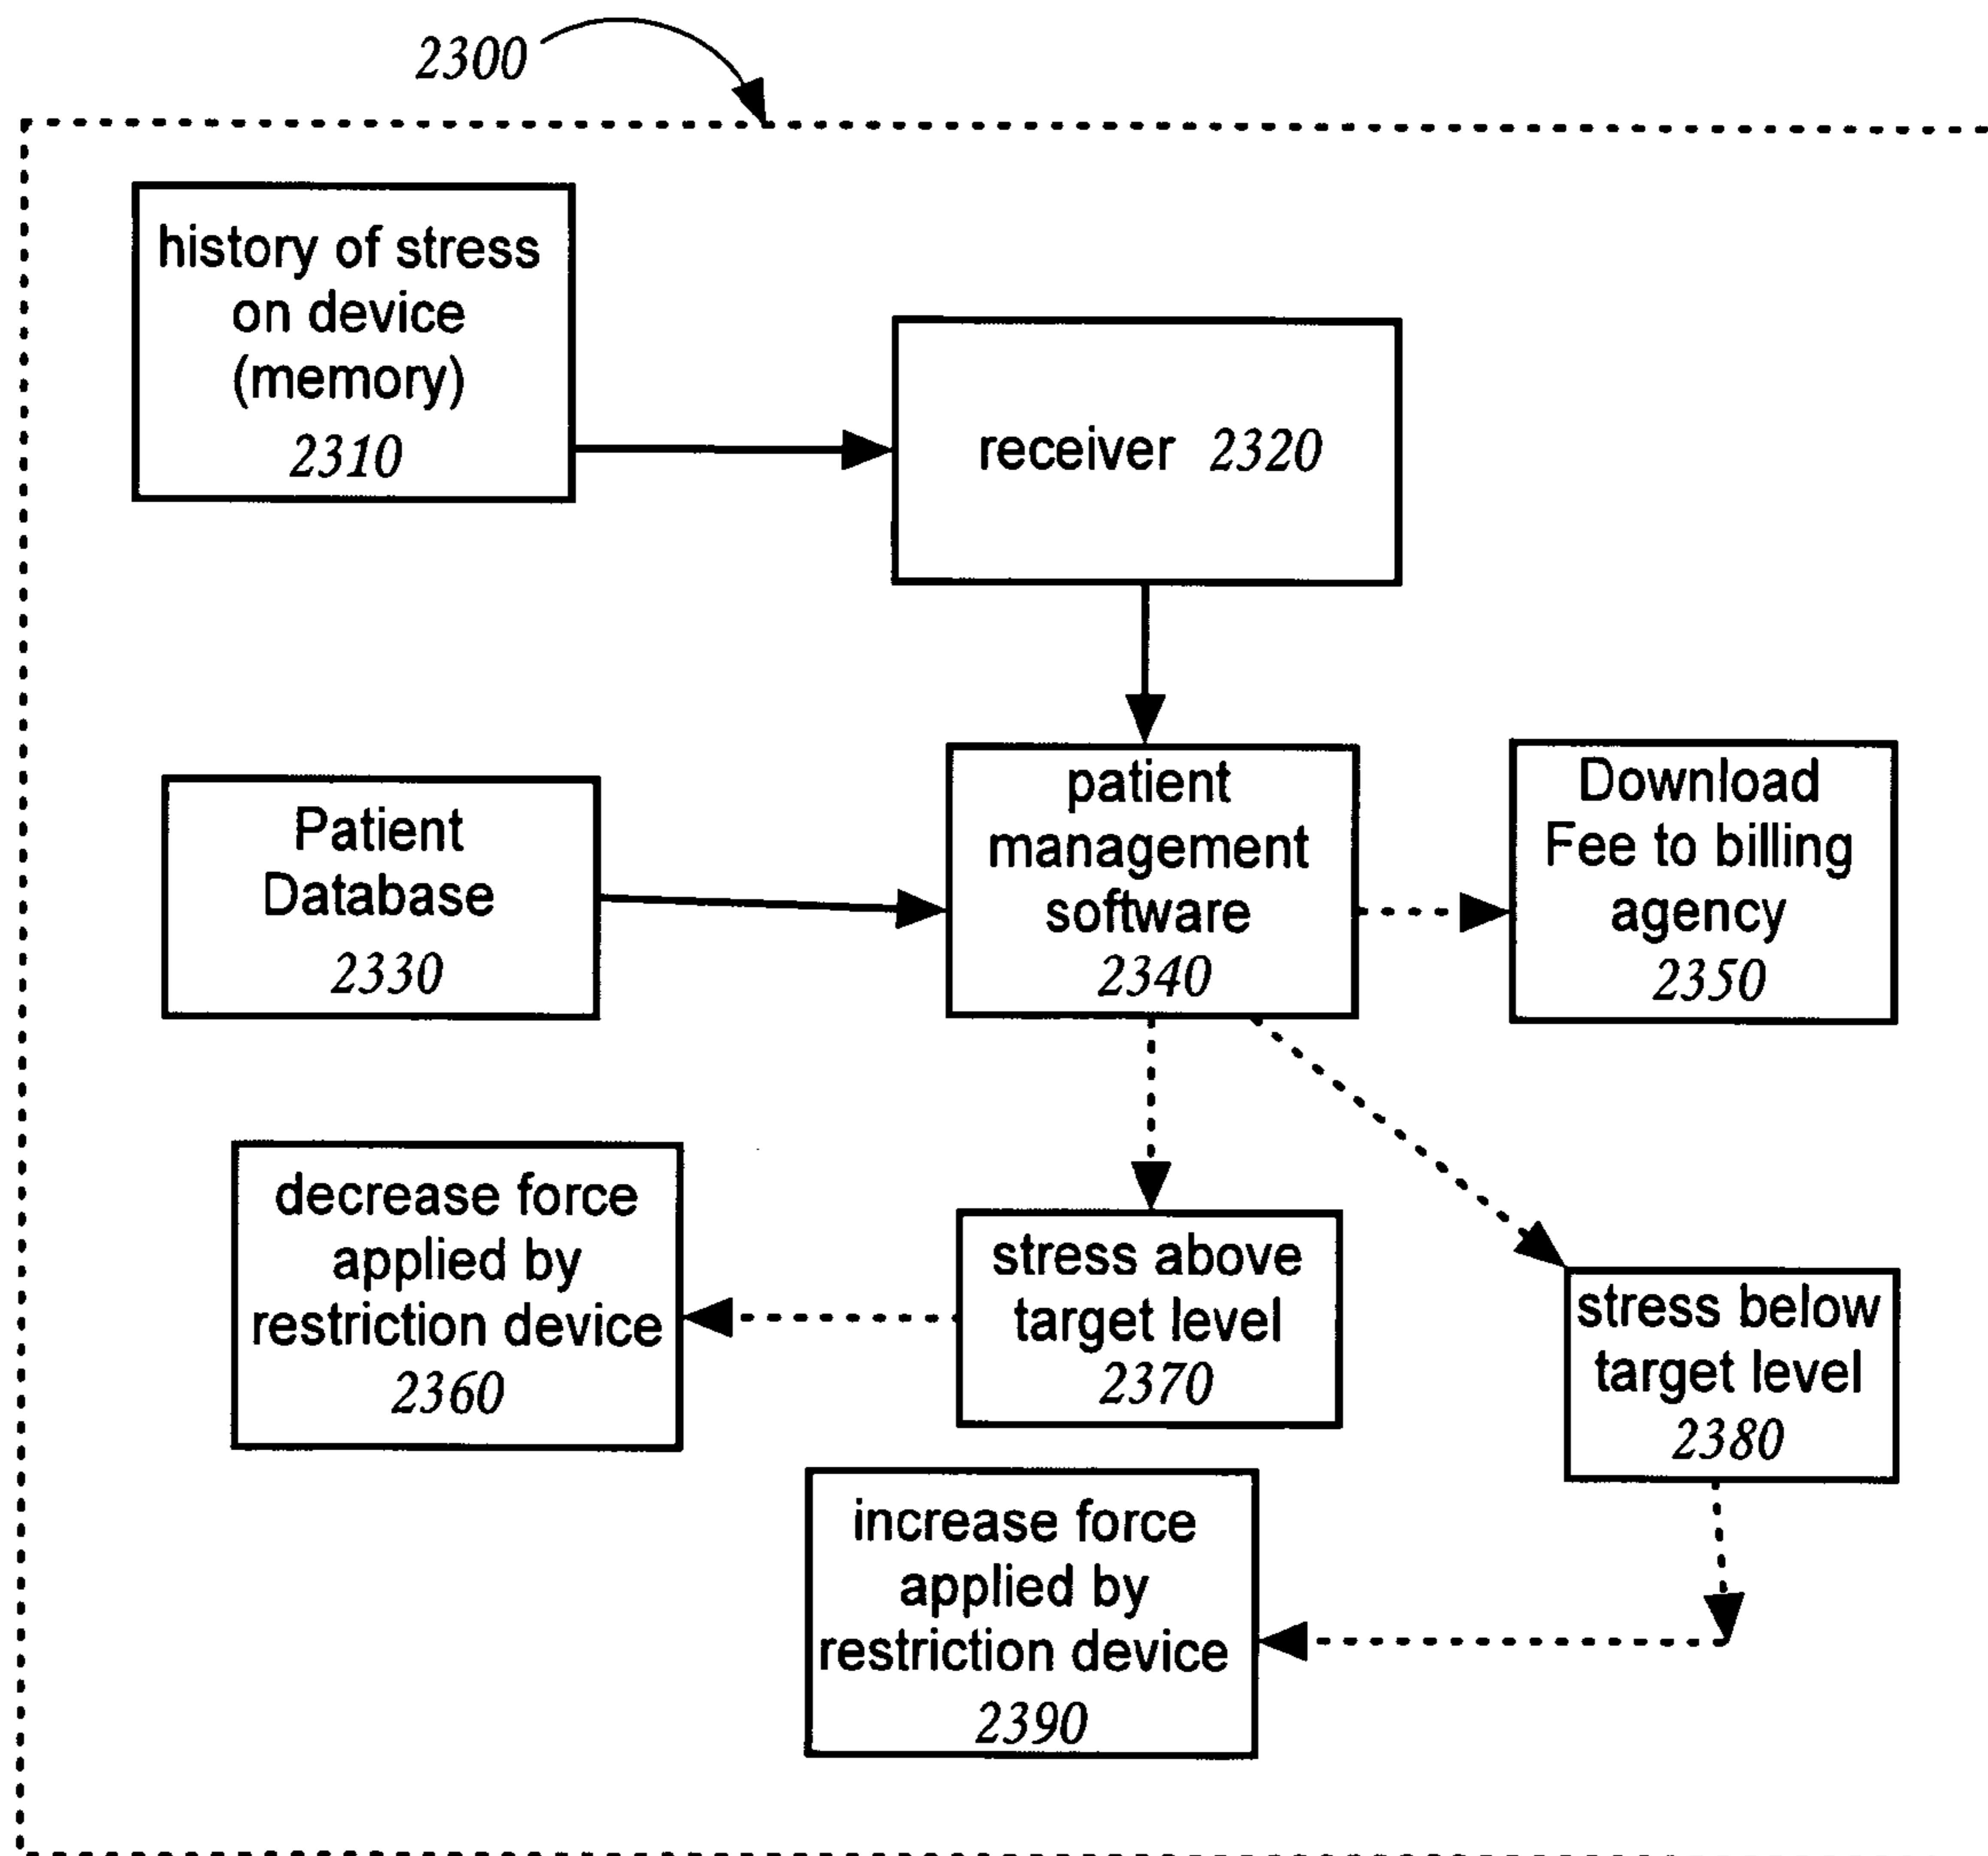 2300
history of stress
on device
(memory)
2310
receiver 2320
Patient
Database
2330
patient
management
software
2340
Download
Fee to billing
agency
2350
decrease force
applied by
restriction device
2360
stress above
target level
2370
stress below
target level
2380
increase force
applied by
restriction device
2390